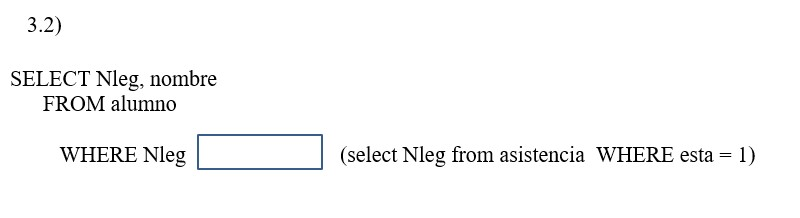 3.2)
SELECT Nleg, nombre
FROM alumno
WHERE Nleg (select Nleg from asistencia WHERE esta = 1)